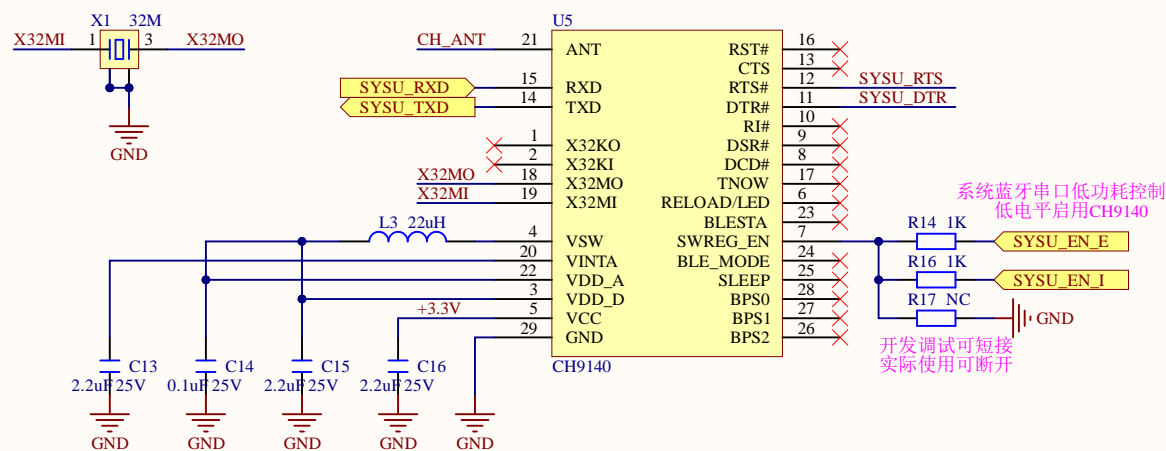 X1 32M
X32MI 1 3 X32MO
GND
U5
CH_ANT 21 ANT
SYSU_RXD 15 RXD
SYSU_TXD 14 TXD
1 X32KO
2 X32KI
X32MO 18 X32MO
X32MI 19 X32MI
L3 22uH 4 VSW
20 VINTA
22 VDD_A
3 VDD_D
+3.3V 5 VCC
29 GND
RST# 16
CTS 13
RTS# 12 SYSU_RTS
DTR# 11 SYSU_DTR
RI# 10
DSR# 9
DCD# 8
TNOW 17
RELOAD/LED 6
BLESTA 23
SWREG_EN 7
BLE_MODE 24
SLEEP 25
BPS0 28
BPS1 27
BPS2 26
CH9140
系统蓝牙串口低功耗控制
低电平启用CH9140
R14 1K
SYSU_EN_E
R16 1K
SYSU_EN_I
R17 NC
GND
开发调试可短接
实际使用可断开
C13 C14 C15 C16
2.2uF 25V 0.1uF 25V 2.2uF 25V 2.2uF 25V
GND GND GND GND GND